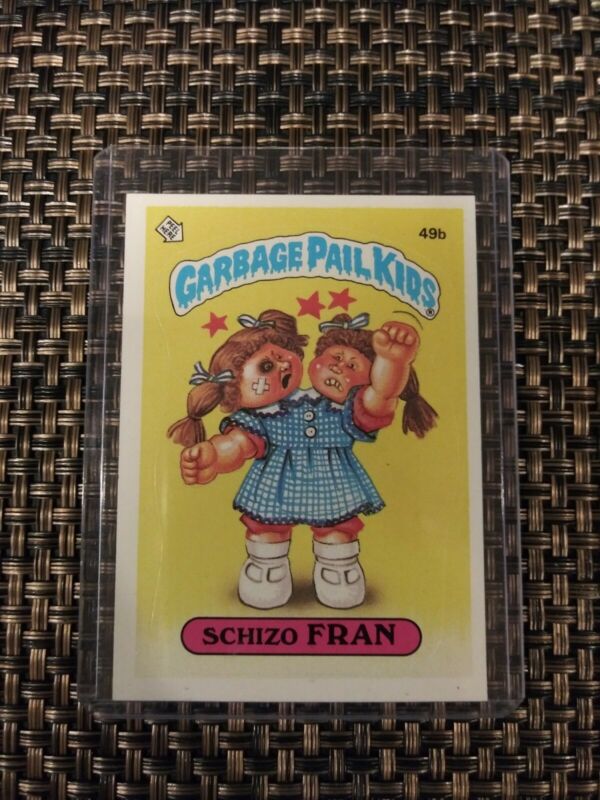 PEEL
HERE
49b
GARBAGE PAIL KIDS®
SCHIZO FRAN